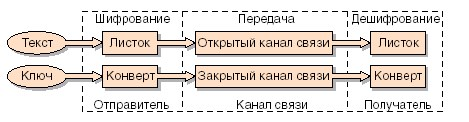 Шифрование Передача Дешифрование
Текст Листок Открытый канал связи Листок
Ключ Конверт Закрытый канал связи Конверт
Отправитель Канал связи Получатель